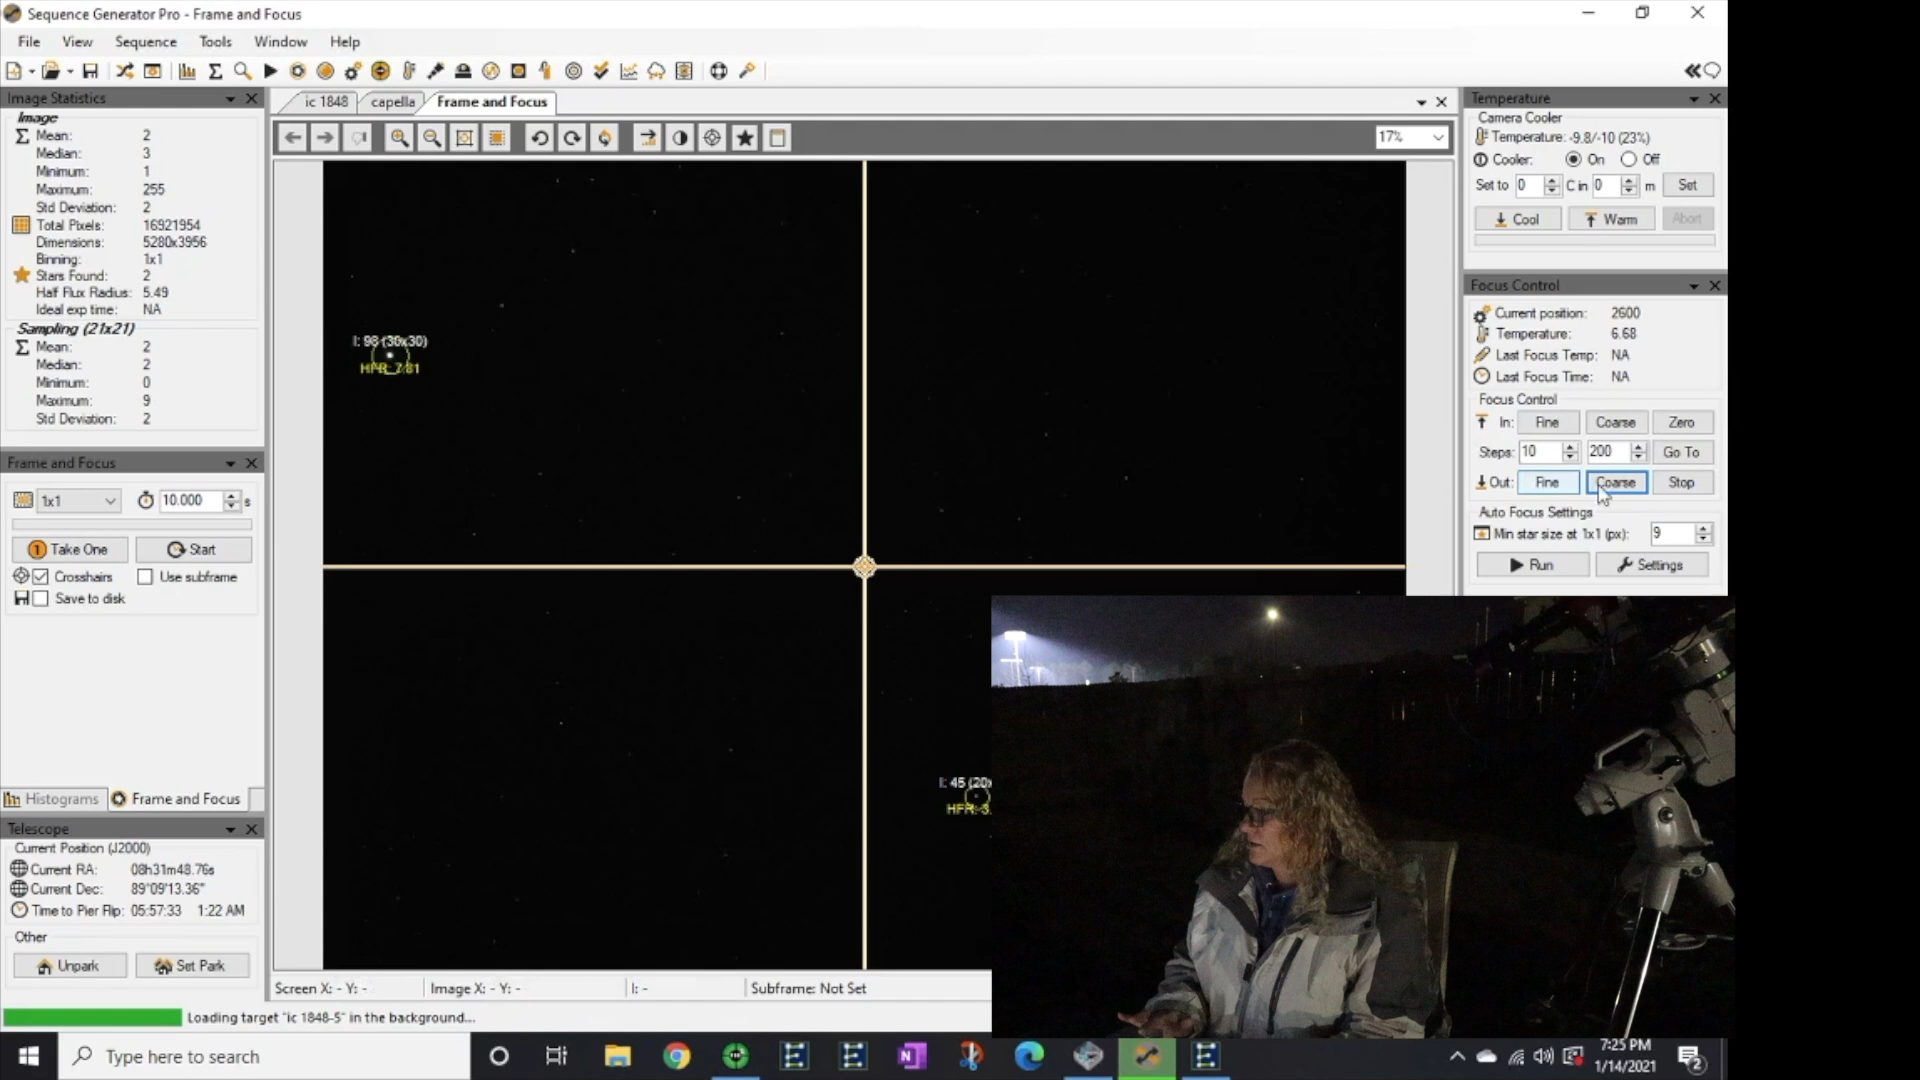 Sequence Generator Pro - Frame and Focus
File View Sequence Tools Window Help
Image Statistics
Image
Mean: 2
Median: 3
Minimum: 1
Maximum: 255
Std Deviation: 2
Total Pixels: 16921954
Dimensions: 5280x3956
Binning: 1x1
Stars Found: 2
Half Flux Radius: 5.49
Ideal exp time: NA
Sampling (21x21)
Mean: 2
Median: 2
Minimum: 0
Maximum: 9
Std Deviation: 2
Frame and Focus
1x1 10.000 s
Take One Start
Crosshairs Use subframe
Save to disk
Histograms Frame and Focus
Telescope
Current Position (J2000)
Current RA: 08h31m48.76s
Current Dec: 89°09'13.36"
Time to Pier Flip: 05:57:33 1:22 AM
Other
Unpark Set Park
ic 1848 capella Frame and Focus
17%
I: 98 (30x30)
HFR: 7.81
I: 45 (20x
HFR: 3.
Screen X: - Y: - Image X: - Y: - I: - Subframe: Not Set
Temperature
Camera Cooler
Temperature: -9.8/-10 (23%)
Cooler: On Off
Set to 0 C in 0 m Set
Cool Warm Abort
Focus Control
Current position: 2600
Temperature: 6.68
Last Focus Temp: NA
Last Focus Time: NA
Focus Control
In: Fine Coarse Zero
Steps: 10 200 Go To
Out: Fine Coarse Stop
Auto Focus Settings
Min star size at 1x1 (px): 9
Run Settings
Loading target "ic 1848-5" in the background...
Type here to search
7:25 PM
1/14/2021
2